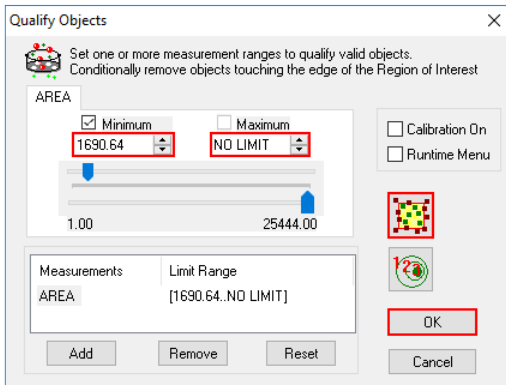 Qualify Objects
Set one or more measurement ranges to qualify valid objects.
Conditionally remove objects touching the edge of the Region of Interest
AREA
Minimum
Maximum
1690.64
NO LIMIT
1.00
25444.00
Calibration On
Runtime Menu
123
Measurements Limit Range
AREA [1690.64..NO LIMIT]
Add Remove Reset
OK
Cancel